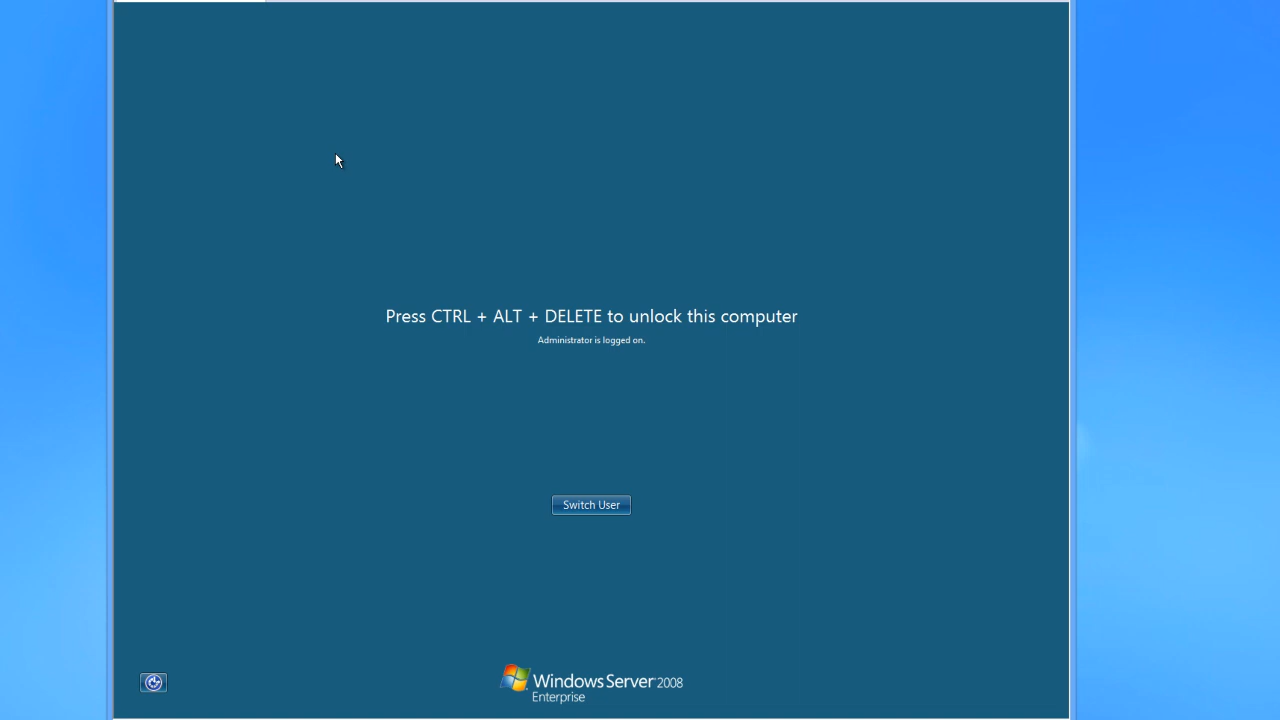 Press CTRL + ALT + DELETE to unlock this computer
Administrator is logged on.
Switch User
Windows Server 2008
Enterprise